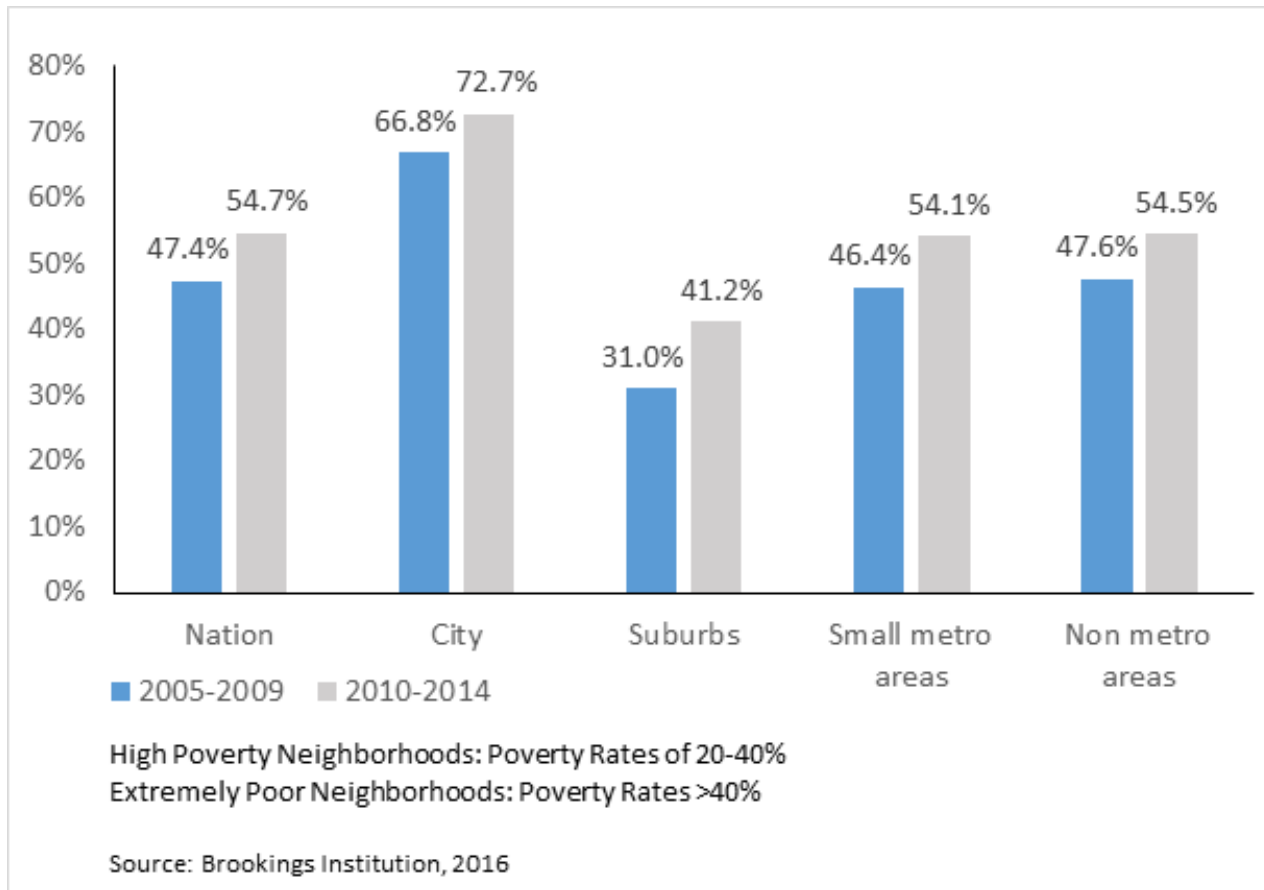 80%
70%
60%
50%
40%
30%
20%
10%
0%
47.4%
54.7%
66.8%
72.7%
31.0%
41.2%
46.4%
54.1%
47.6%
54.5%
Nation
City
Suburbs
Small metro
areas
Non metro
areas
2005-2009
2010-2014
High Poverty Neighborhoods: Poverty Rates of 20-40%
Extremely Poor Neighborhoods: Poverty Rates >40%
Source: Brookings Institution, 2016